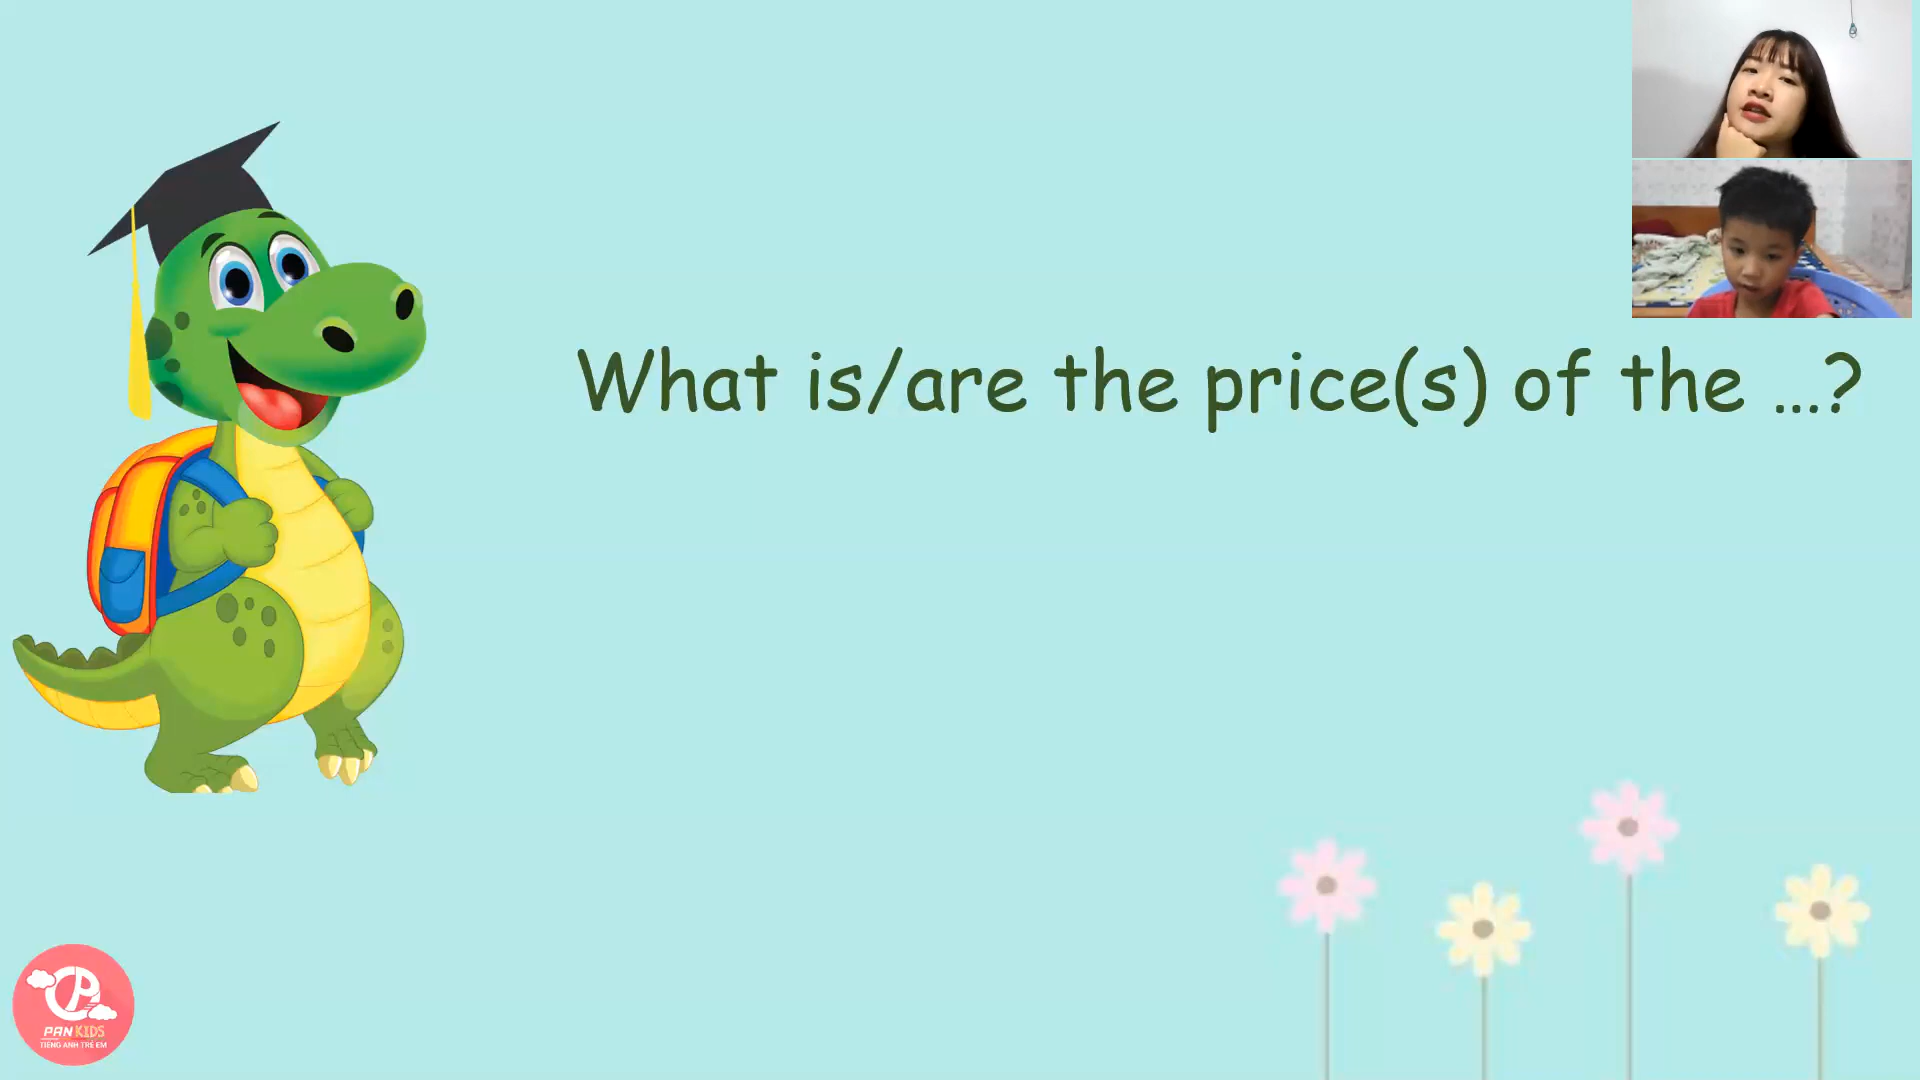 What is/are the price(s) of the ...?
PAN KIDS
TIẾNG ANH TRẺ EM